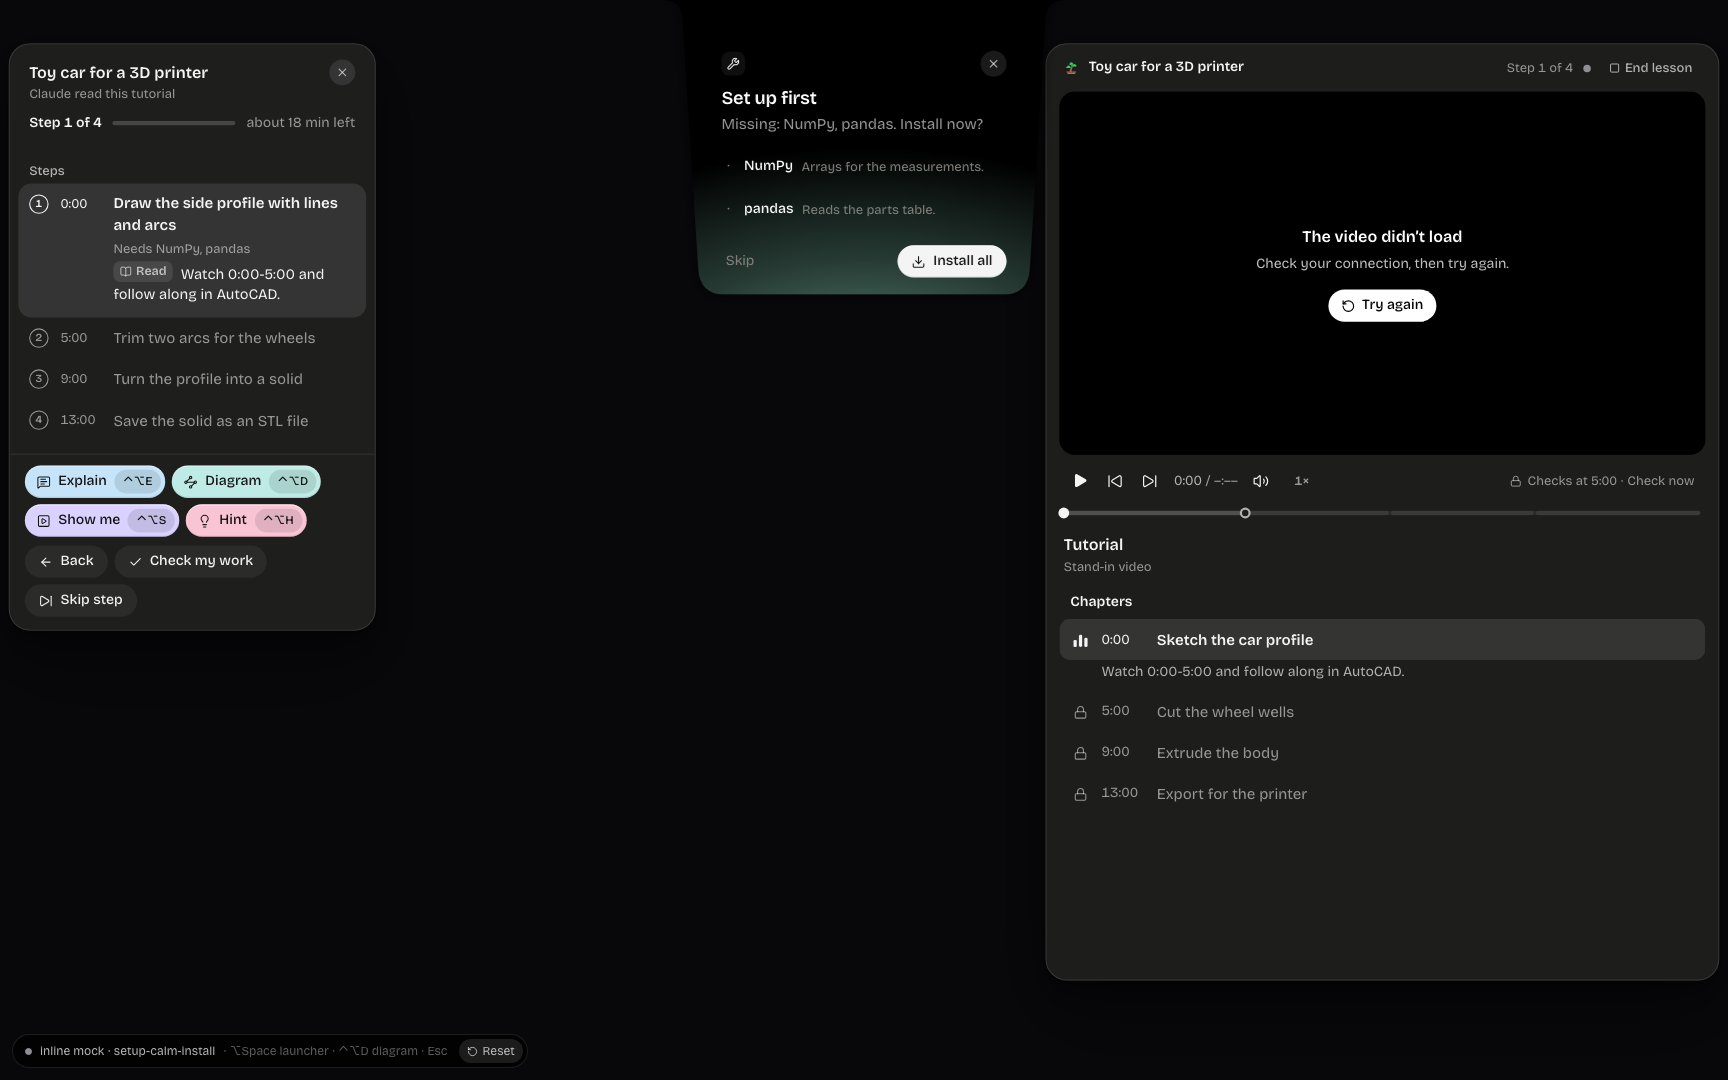 Toy car for a 3D printer
Claude read this tutorial
Step 1 of 4 about 18 min left
Steps
1 0:00 Draw the side profile with lines
and arcs
Needs NumPy, pandas
Read Watch 0:00-5:00 and
follow along in AutoCAD.
2 5:00 Trim two arcs for the wheels
3 9:00 Turn the profile into a solid
4 13:00 Save the solid as an STL file
Explain ⌃⌥E Diagram ⌃⌥D
Show me ⌃⌥S Hint ⌃⌥H
Back Check my work
Skip step
Set up first
Missing: NumPy, pandas. Install now?
· NumPy Arrays for the measurements.
· pandas Reads the parts table.
Skip Install all
Toy car for a 3D printer Step 1 of 4 End lesson
The video didn’t load
Check your connection, then try again.
Try again
0:00 / –:–– 1× Checks at 5:00 · Check now
Tutorial
Stand-in video
Chapters
0:00 Sketch the car profile
Watch 0:00-5:00 and follow along in AutoCAD.
5:00 Cut the wheel wells
9:00 Extrude the body
13:00 Export for the printer
inline mock · setup-calm-install · ⌥Space launcher · ⌃⌥D diagram · Esc Reset